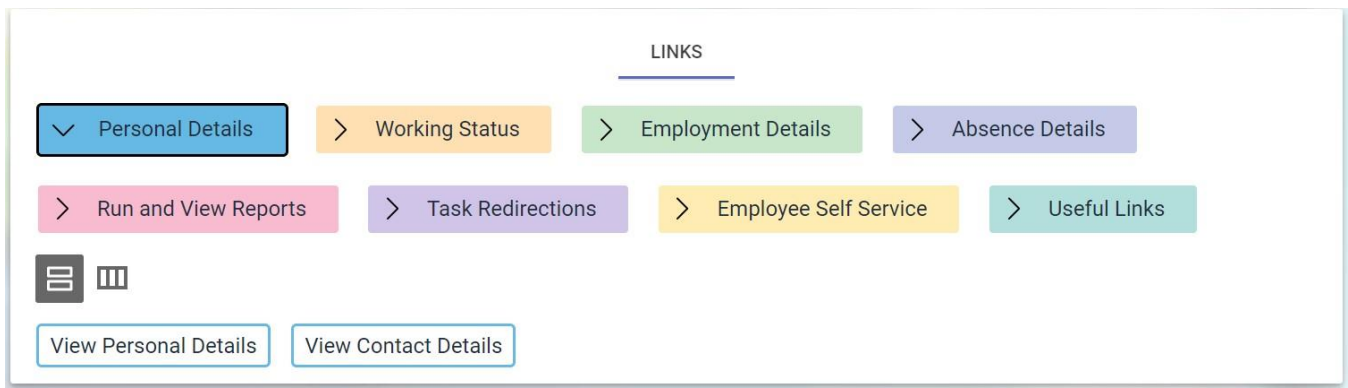 LINKS
Personal Details Working Status Employment Details Absence Details
Run and View Reports Task Redirections Employee Self Service Useful Links
View Personal Details View Contact Details